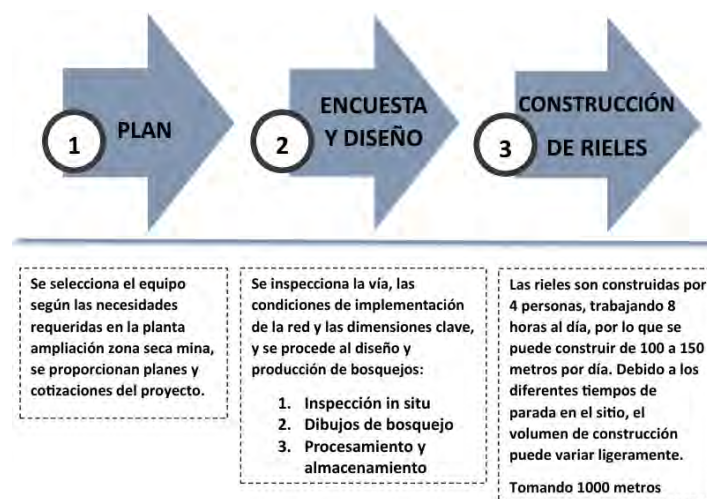 1
PLAN
2
ENCUESTA
Y DISEÑO
3
CONSTRUCCIÓN
DE RIELES
Se selecciona el equipo
según las necesidades
requeridas en la planta
ampliación zona seca mina,
se proporcionan planes y
cotizaciones del proyecto.
Se inspecciona la vía, las
condiciones de implementación
de la red y las dimensiones clave,
y se procede al diseño y
producción de bosquejos:
1. Inspección in situ
2. Dibujos de bosquejo
3. Procesamiento y
almacenamiento
Las rieles son construidas por
4 personas, trabajando 8
horas al día, por lo que se
puede construir de 100 a 150
metros por día. Debido a los
diferentes tiempos de
parada en el sitio, el
volumen de construcción
puede variar ligeramente.
Tomando 1000 metros